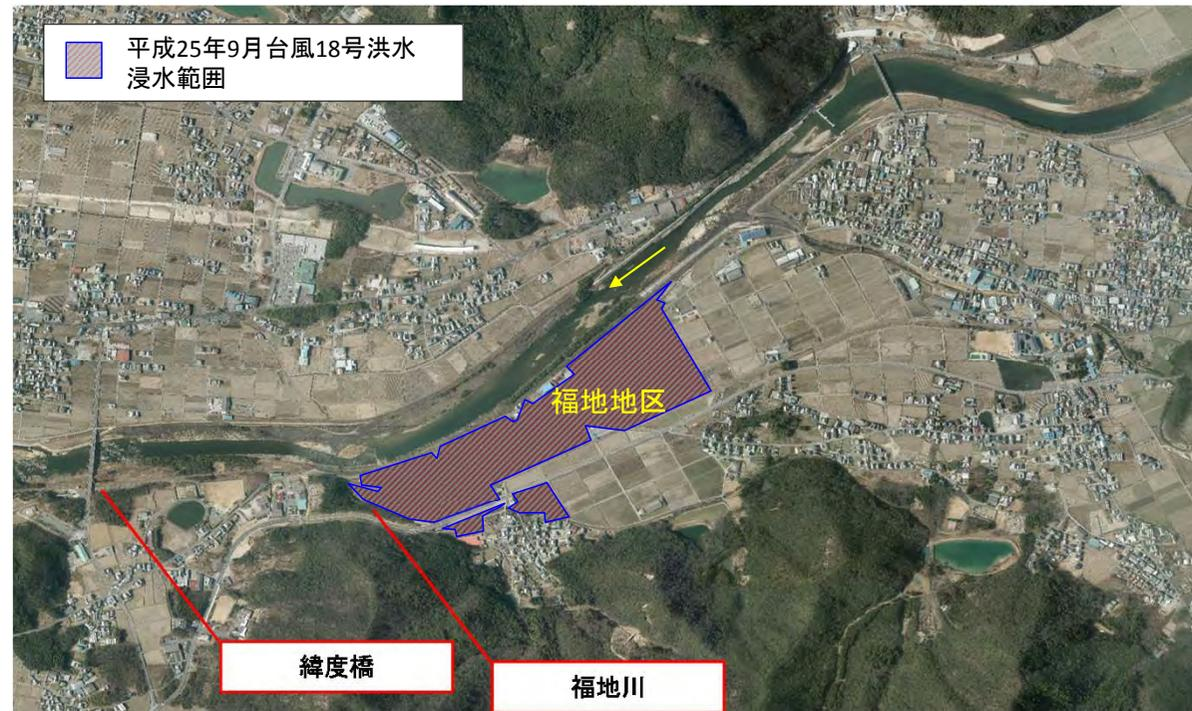 平成25年9月台風18号洪水
浸水範囲
福地地区
緯度橋
福地川